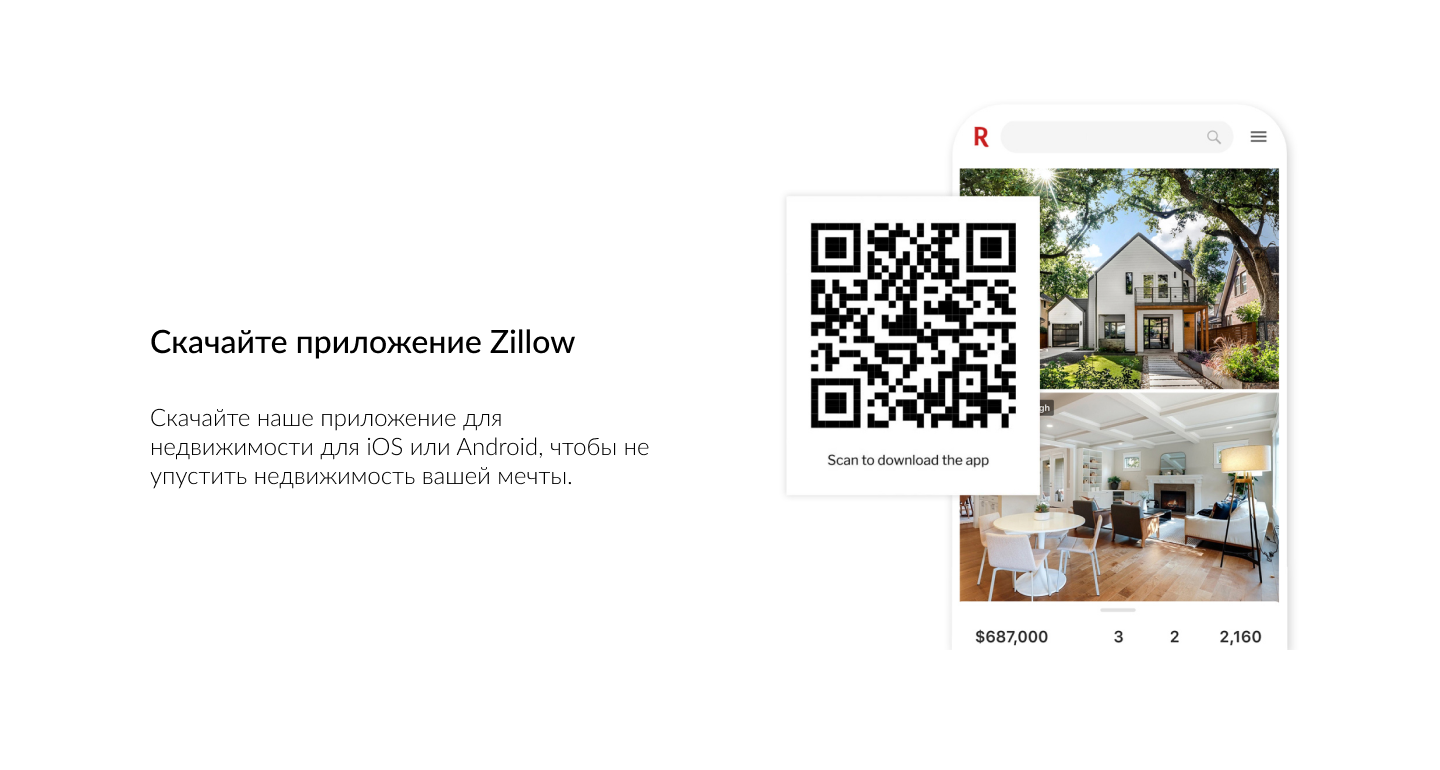 Скачайте приложение Zillow
Скачайте наше приложение для
недвижимости для iOS или Android, чтобы не
упустить недвижимость вашей мечты.
R
Scan to download the app
gh
$687,000 3 2 2,160